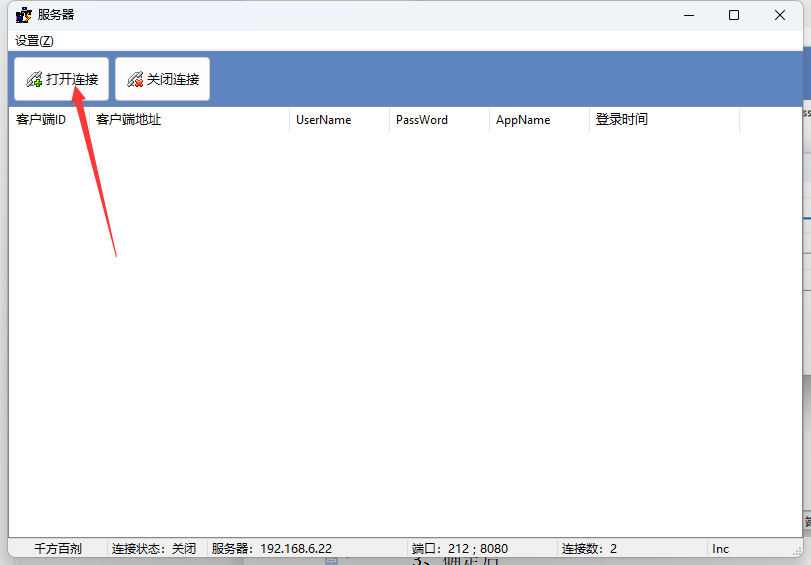 服务器
设置(Z)
打开连接 关闭连接
客户端ID 客户端地址 UserName PassWord AppName 登录时间
千方百剂 连接状态: 关闭 服务器: 192.168.6.22 端口: 212 ; 8080 连接数: 2 Inc